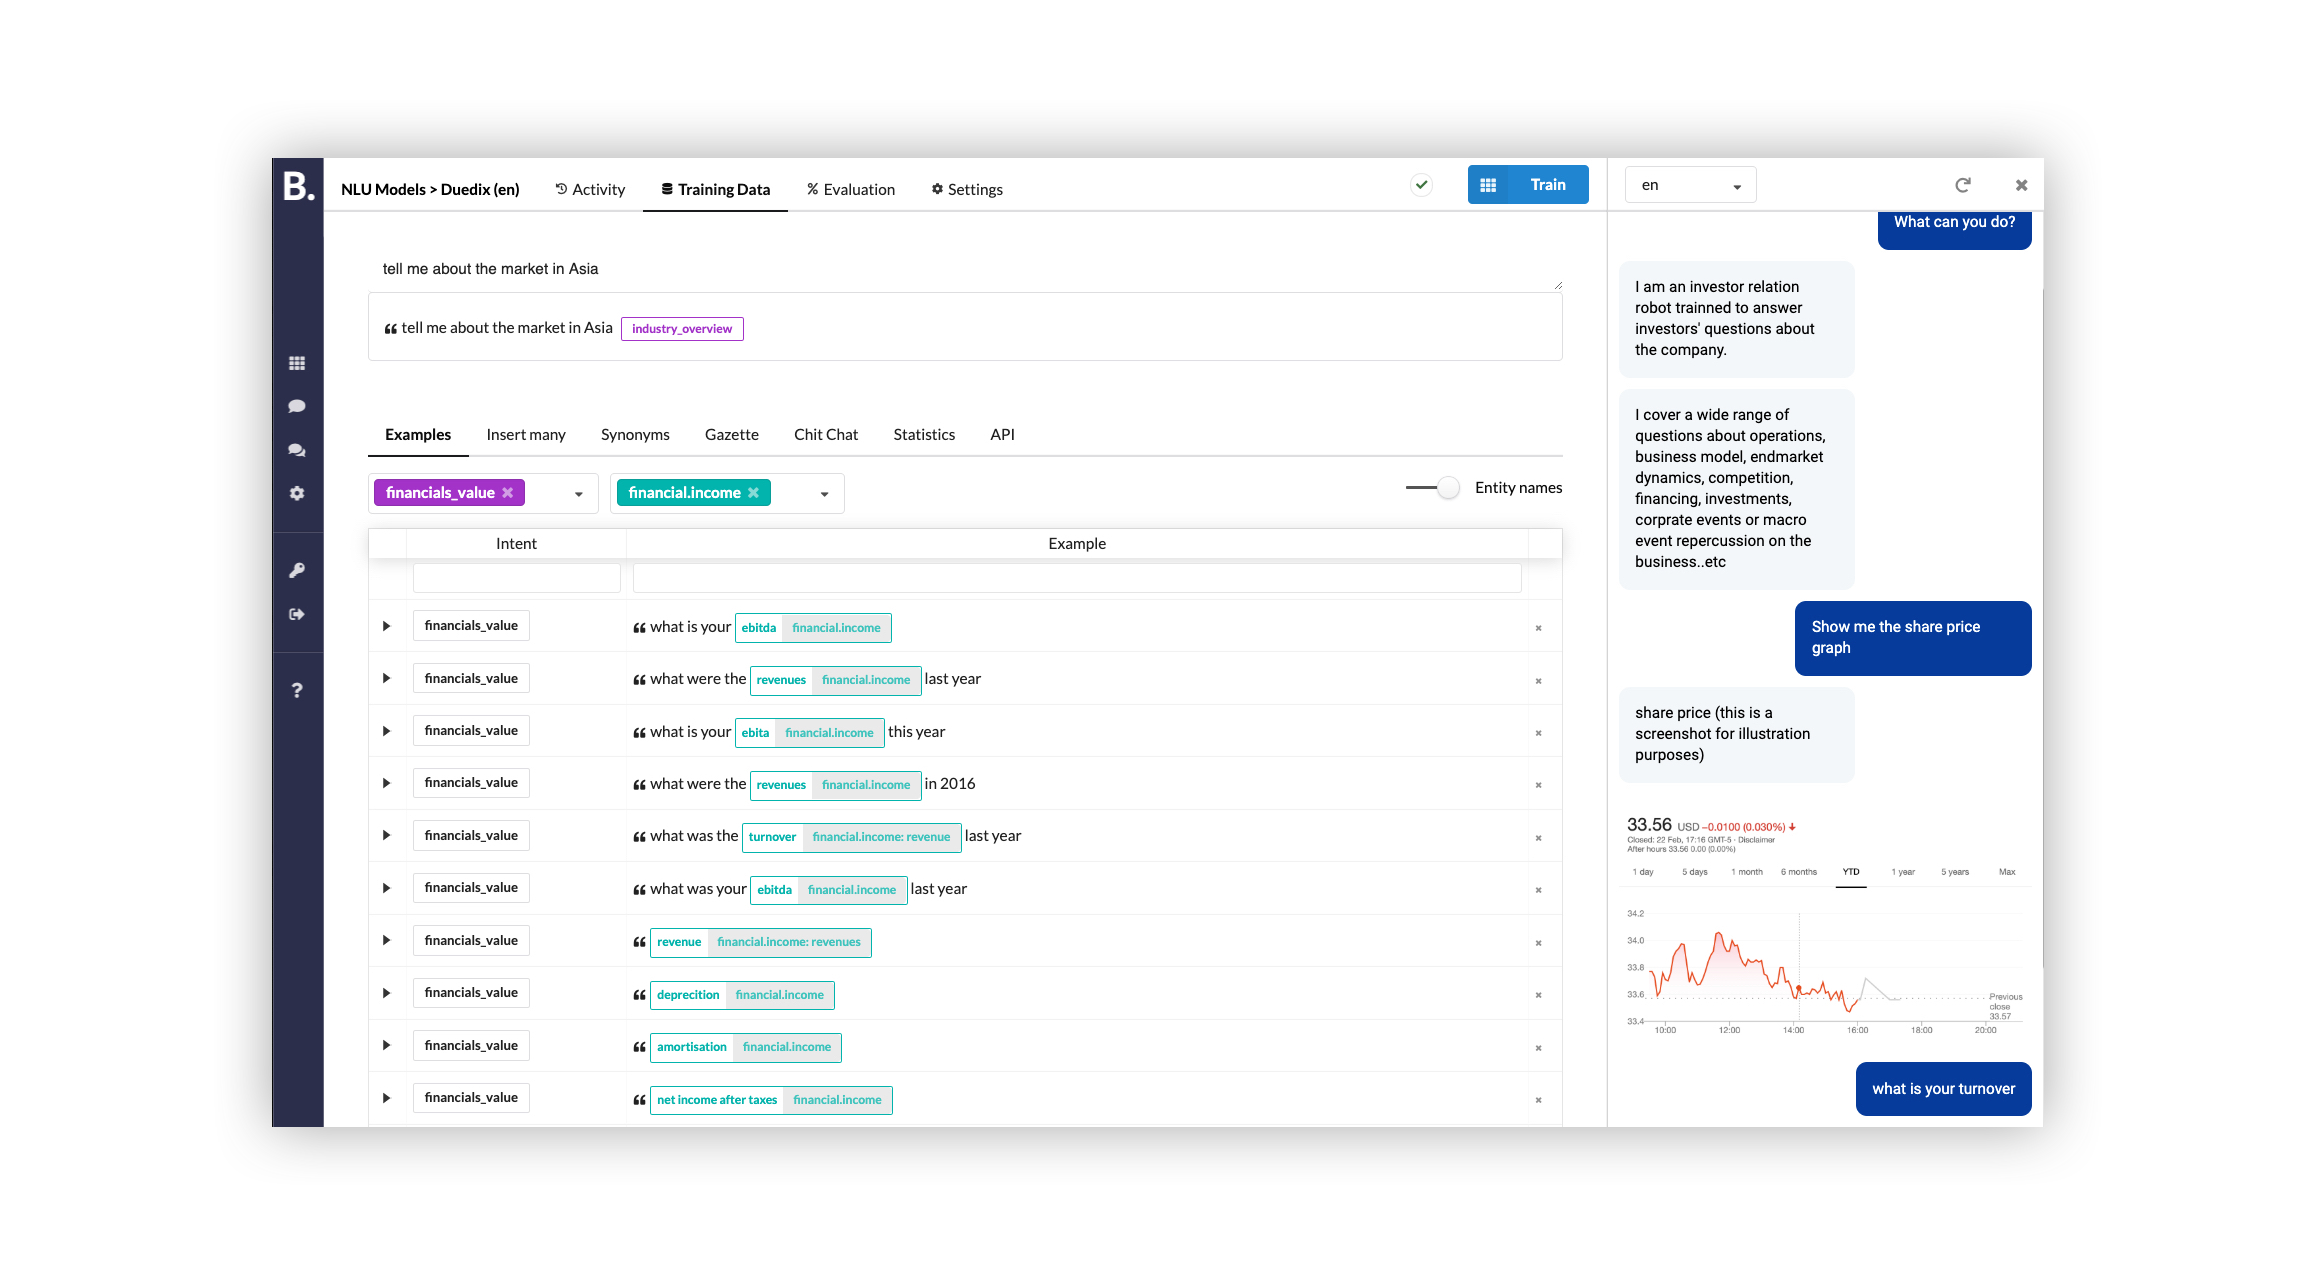 B.
NLU Models > Duedix (en)
Activity
Training Data
Evaluation
Settings
Train
tell me about the market in Asia
tell me about the market in Asia industry_overview
Examples
Insert many
Synonyms
Gazette
Chit Chat
Statistics
API
financials_value
financial.income
Entity names
Intent
Example
financials_value
“ what is your ebitda financial.income
financials_value
“ what were the revenues financial.income last year
financials_value
“ what is your ebita financial.income this year
financials_value
“ what were the revenues financial.income in 2016
financials_value
“ what was the turnover financial.income: revenue last year
financials_value
“ what was your ebitda financial.income last year
financials_value
“ revenue financial.income: revenues
financials_value
“ deprecition financial.income
financials_value
“ amortisation financial.income
financials_value
“ net income after taxes financial.income
en
What can you do?
I am an investor relation
robot trainned to answer
investors' questions about
the company.
I cover a wide range of
questions about operations,
business model, endmarket
dynamics, competition,
financing, investments,
corprate events or macro
event repercussion on the
business..etc
Show me the share price
graph
share price (this is a
screenshot for illustration
purposes)
33.56 USD −0.0100 (0.030%)
Closed: 22 Feb, 17:16 GMT-5 · Disclaimer
After hours 33.56 0.00 (0.00%)
1 day
5 days
1 month
6 months
YTD
1 year
5 years
Max
34.2
34.0
33.8
33.6
33.4
Previous
close
33.57
10:00
12:00
14:00
16:00
18:00
20:00
what is your turnover